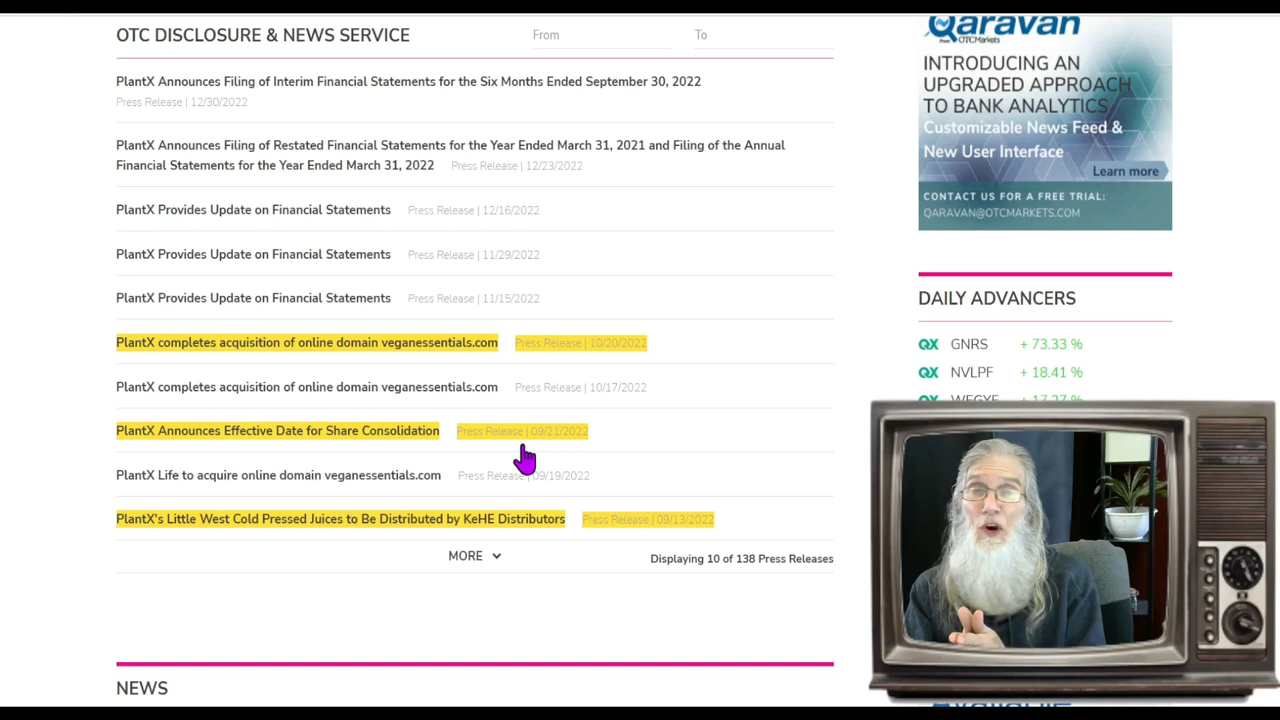 OTC DISCLOSURE & NEWS SERVICE
From
To
PlantX Announces Filing of Interim Financial Statements for the Six Months Ended September 30, 2022
Press Release | 12/30/2022
PlantX Announces Filing of Restated Financial Statements for the Year Ended March 31, 2021 and Filing of the Annual
Financial Statements for the Year Ended March 31, 2022 Press Release | 12/23/2022
PlantX Provides Update on Financial Statements Press Release | 12/16/2022
PlantX Provides Update on Financial Statements Press Release | 11/29/2022
PlantX Provides Update on Financial Statements Press Release | 11/15/2022
PlantX completes acquisition of online domain veganessentials.com Press Release | 10/20/2022
PlantX completes acquisition of online domain veganessentials.com Press Release | 10/17/2022
PlantX Announces Effective Date for Share Consolidation Press Release | 09/21/2022
PlantX Life to acquire online domain veganessentials.com Press Release | 09/19/2022
PlantX's Little West Cold Pressed Juices to Be Distributed by KeHE Distributors Press Release | 09/13/2022
MORE
Displaying 10 of 138 Press Releases
NEWS
Qaravan
From OTCMarkets
INTRODUCING AN
UPGRADED APPROACH
TO BANK ANALYTICS
Customizable News Feed &
New User Interface
Learn more
CONTACT US FOR A FREE TRIAL:
QARAVAN@OTCMARKETS.COM
DAILY ADVANCERS
QX GNRS + 73.33 %
QX NVLPF + 18.41 %